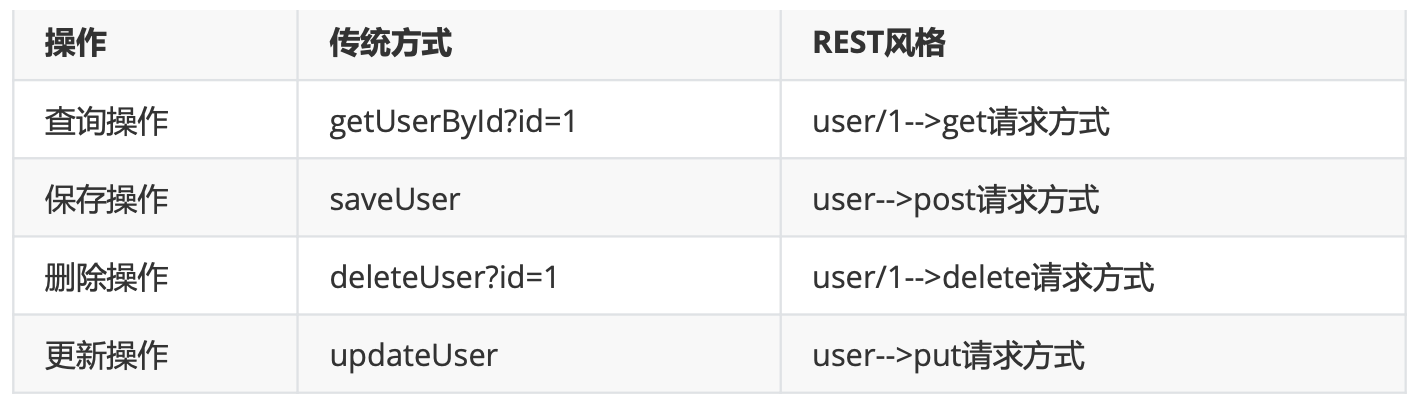 操作 传统方式 REST风格
查询操作 getUserById?id=1 user/1-->get请求方式
保存操作 saveUser user-->post请求方式
删除操作 deleteUser?id=1 user/1-->delete请求方式
更新操作 updateUser user-->put请求方式